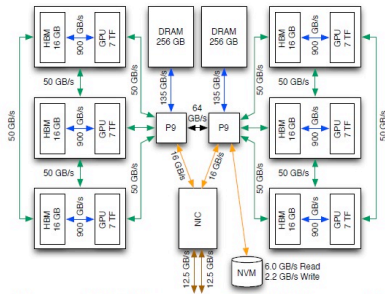 HBM
16 GB
900 GB/s
GPU
7 TF
50 GB/s
50 GB/s
50 GB/s
HBM
16 GB
900 GB/s
GPU
7 TF
50 GB/s
HBM
16 GB
900 GB/s
GPU
7 TF
50 GB/s
DRAM
256 GB
DRAM
256 GB
135 GB/s
135 GB/s
P9
64
GB/s
P9
16 GB/s
16 GB/s
NIC
12.5 GB/s
12.5 GB/s
NVM
6.0 GB/s Read
2.2 GB/s Write
HBM
16 GB
900 GB/s
GPU
7 TF
50 GB/s
50 GB/s
50 GB/s
HBM
16 GB
900 GB/s
GPU
7 TF
50 GB/s
HBM
16 GB
900 GB/s
GPU
7 TF
50 GB/s